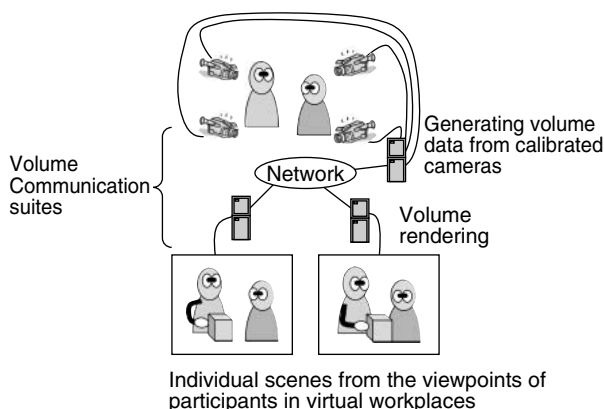 Generating volume
data from calibrated
cameras
Volume
Communication
suites
Network
Volume
rendering
Individual scenes from the viewpoints of
participants in virtual workplaces